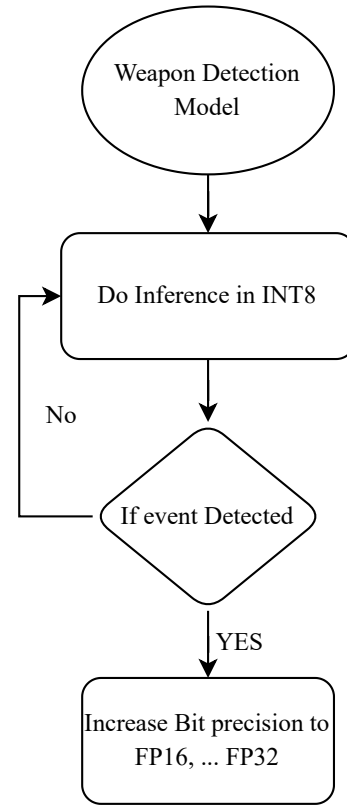 Weapon Detection
Model
Do Inference in INT8
No
If event Detected
YES
Increase Bit precision to
FP16, ... FP32